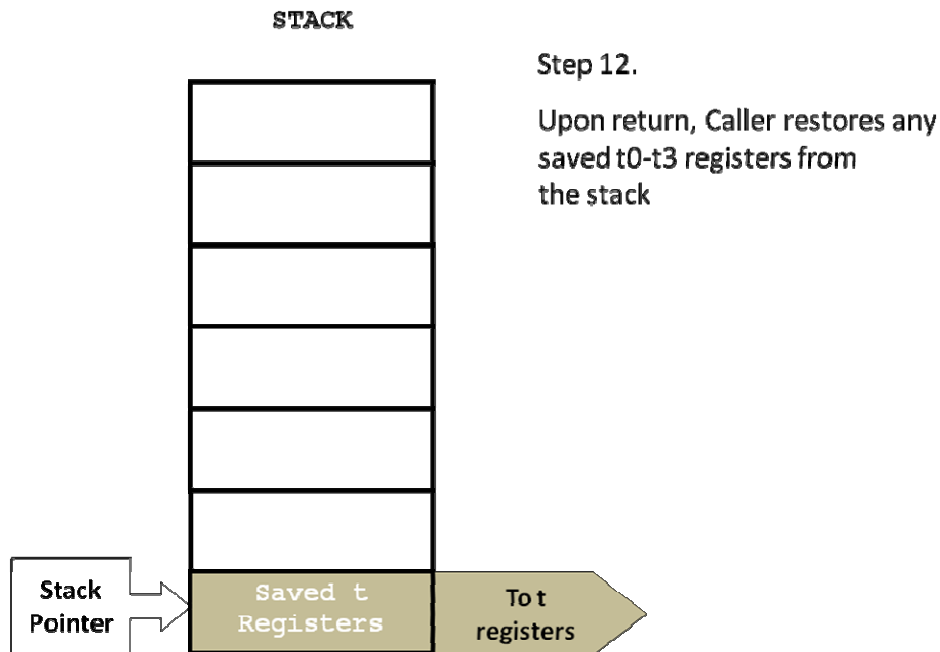 STACK
Step 12.
Upon return, Caller restores any
saved t0-t3 registers from
the stack
Stack
Pointer
Saved t
Registers
To t
registers